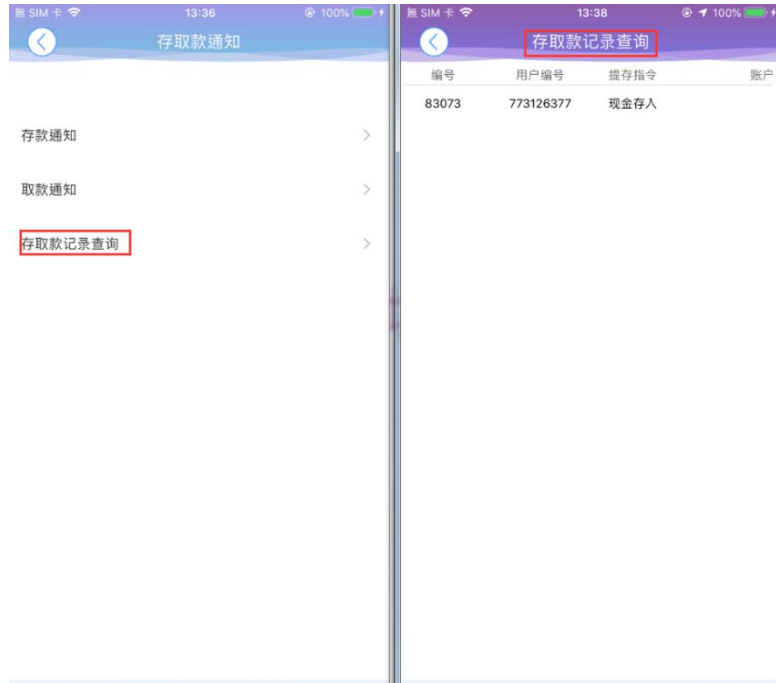 無 SIM 卡 13:36 100%
存取款通知
存款通知
取款通知
存取款记录查询
無 SIM 卡 13:38 100%
存取款记录查询
编号 用户编号 提存指令 账户
83073 773126377 现金存入